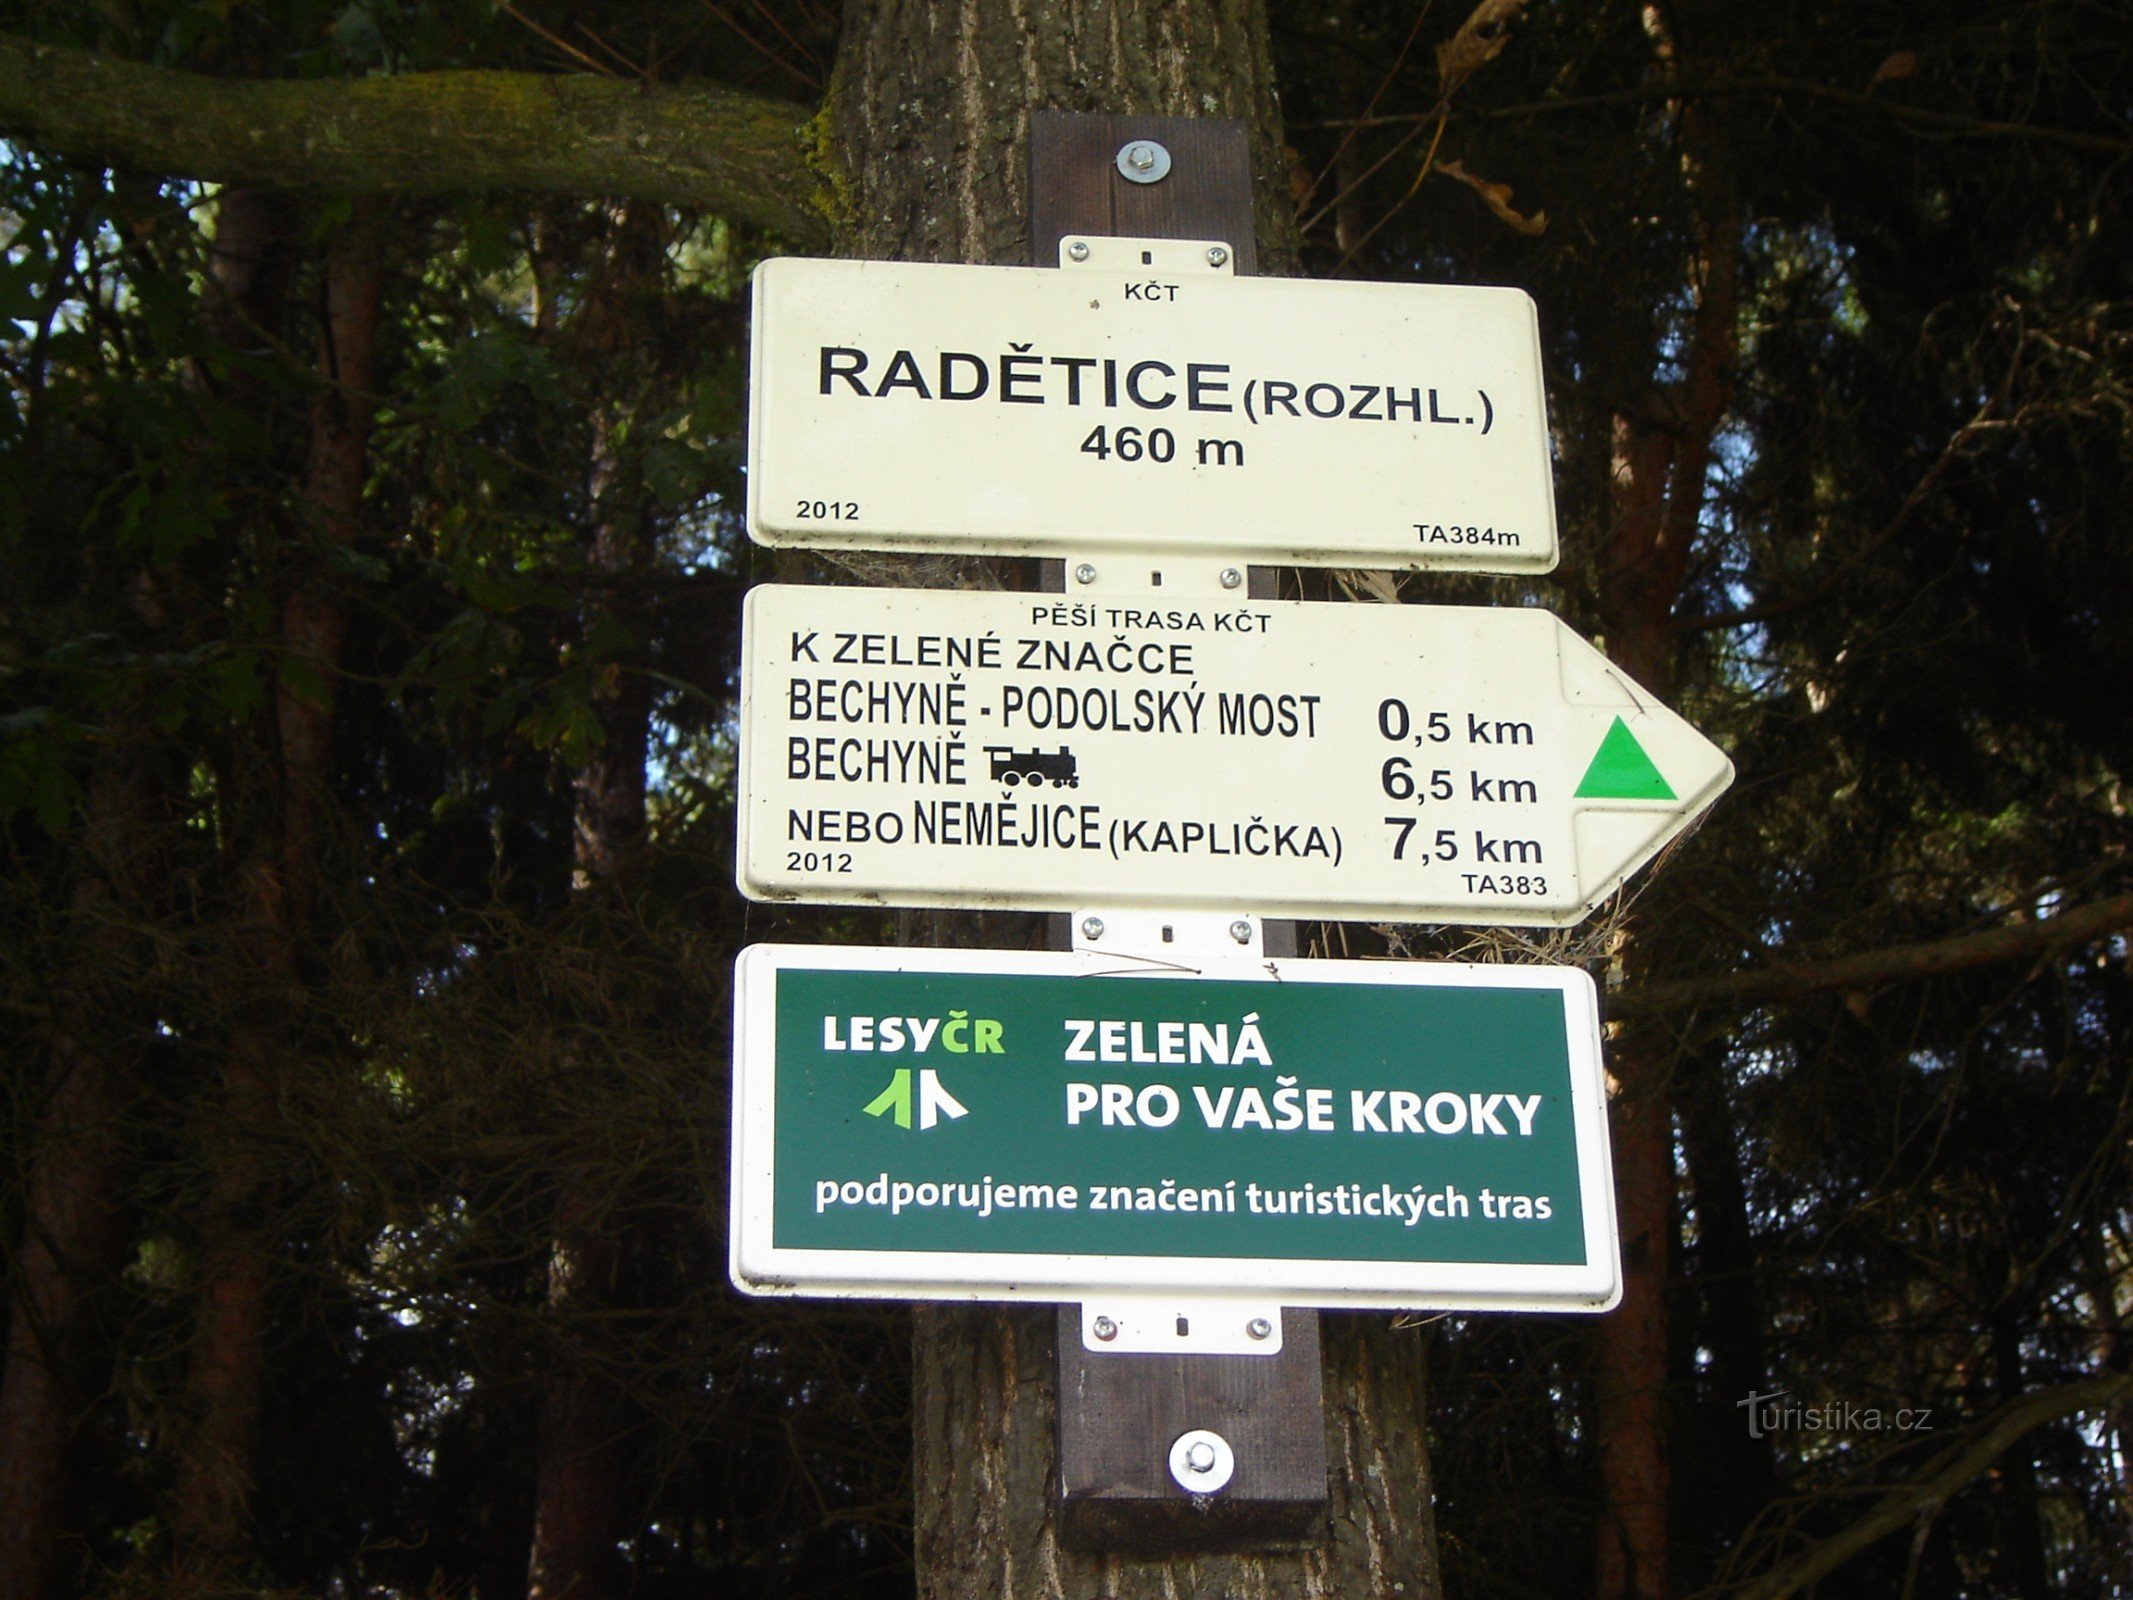 KČT
RADĚTICE (ROZHL.)
460 m
2012 TA384m
PĚŠÍ TRASA KČT
K ZELENÉ ZNAČCE
BECHYNĚ - PODOLSKÝ MOST 0,5 km
BECHYNĚ 6,5 km
NEBO NEMĚJICE (KAPLIČKA) 7,5 km
2012 TA383
LESYČR
ZELENÁ
PRO VAŠE KROKY
podporujeme značení turistických tras
Turistika.cz